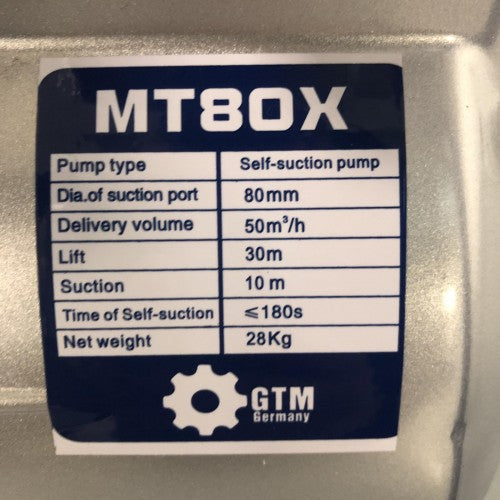 MT80X
Pump type Self-suction pump
Dia.of suction port 80mm
Delivery volume 50m³/h
Lift 30m
Suction 10 m
Time of Self-suction ≤180s
Net weight 28Kg
GTM
Germany